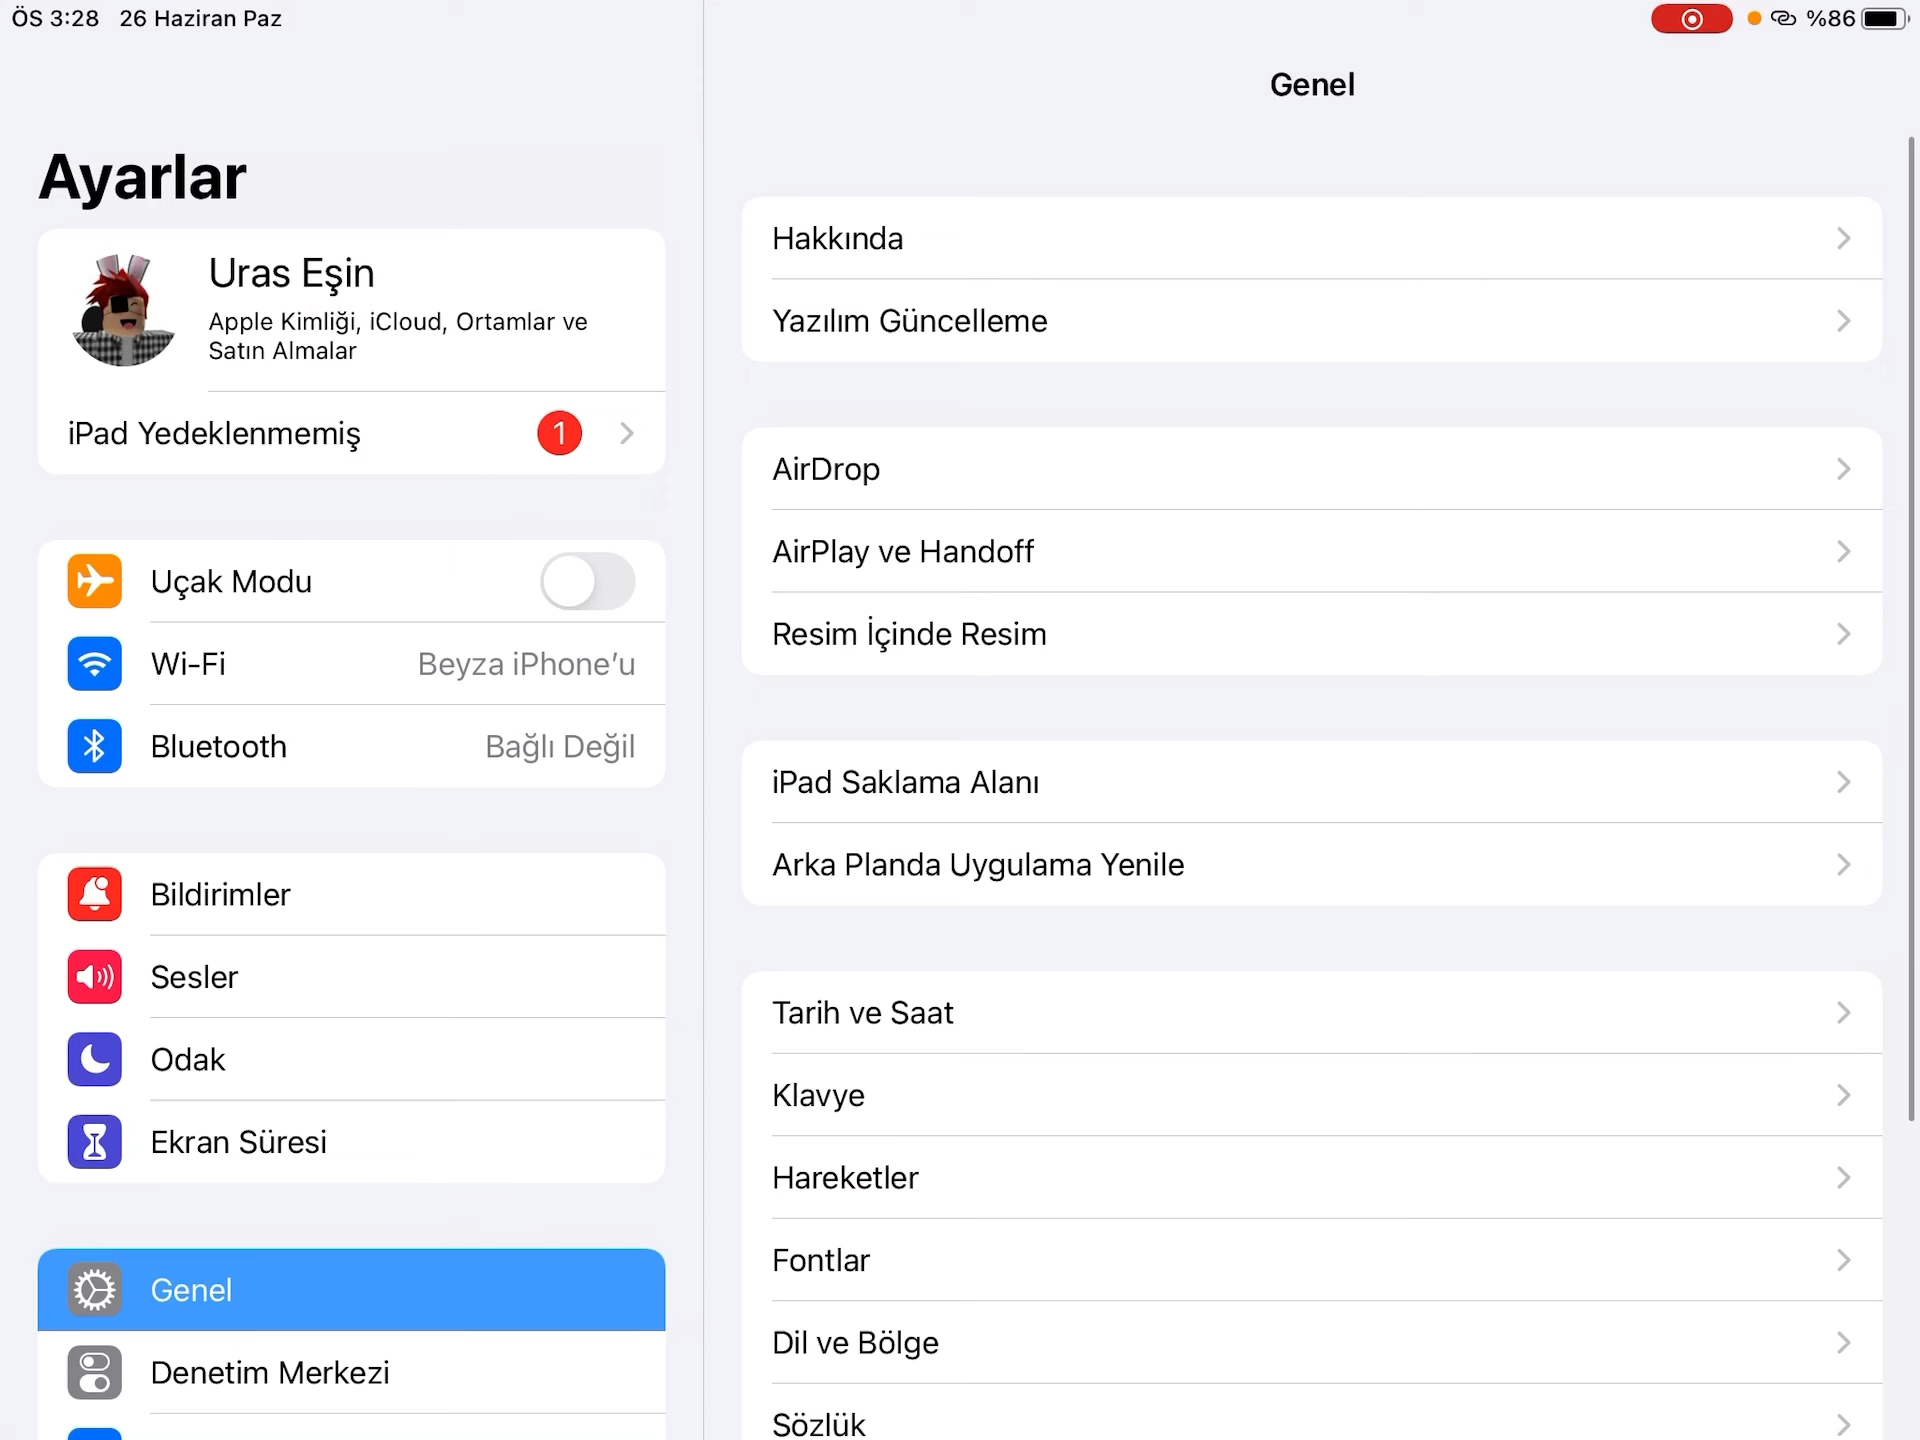 ÖS 3:28 26 Haziran Paz
%86
Ayarlar
Uras Eşin
Apple Kimliği, iCloud, Ortamlar ve
Satın Almalar
iPad Yedeklenmemiş 1
Uçak Modu
Wi-Fi Beyza iPhone’u
Bluetooth Bağlı Değil
Bildirimler
Sesler
Odak
Ekran Süresi
Genel
Denetim Merkezi
Genel
Hakkında
Yazılım Güncelleme
AirDrop
AirPlay ve Handoff
Resim İçinde Resim
iPad Saklama Alanı
Arka Planda Uygulama Yenile
Tarih ve Saat
Klavye
Hareketler
Fontlar
Dil ve Bölge
Sözlük